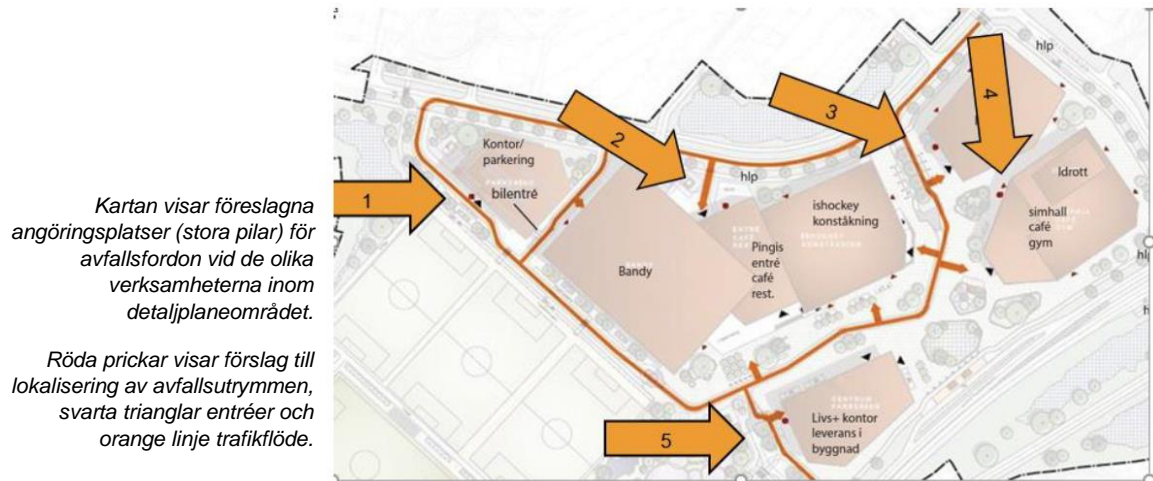 Kartan visar föreslagna
angöringsplatser (stora pilar) för
avfallsfordon vid de olika
verksamheterna inom
detaljplaneområdet.
Röda prickar visar förslag till
lokalisering av avfallsutrymmen,
svarta trianglar entréer och
orange linje trafikflöde.
hlp
4
3
2
Kontor/
parkering
bilentré
1
hlp
Idrott
ishockey
konståkning
simhall
café
gym
Pingis
entré
café
rest.
Bandy
Livs+ kontor
leverans i
byggnad
5